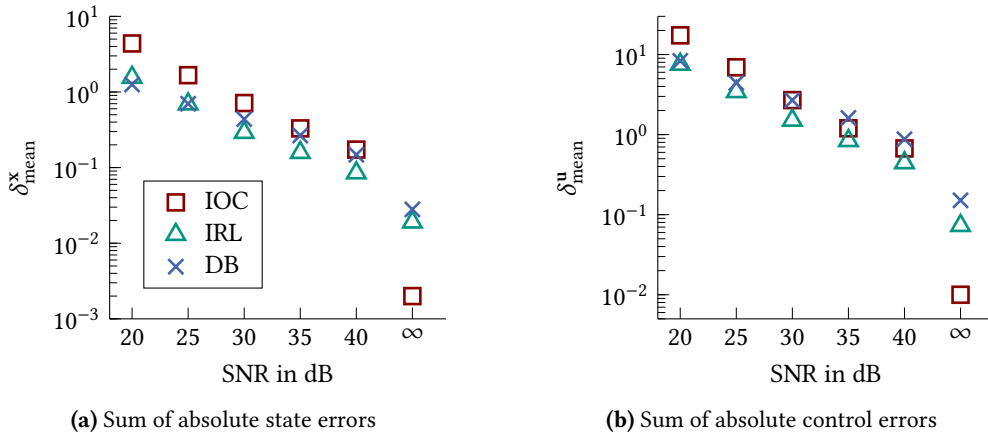 10^1
10^0
10^{-1}
10^{-2}
10^{-3}
δ^x_mean
IOC
IRL
DB
20 25 30 35 40 ∞
SNR in dB
(a) Sum of absolute state errors
10^1
10^0
10^{-1}
10^{-2}
δ^u_mean
20 25 30 35 40 ∞
SNR in dB
(b) Sum of absolute control errors